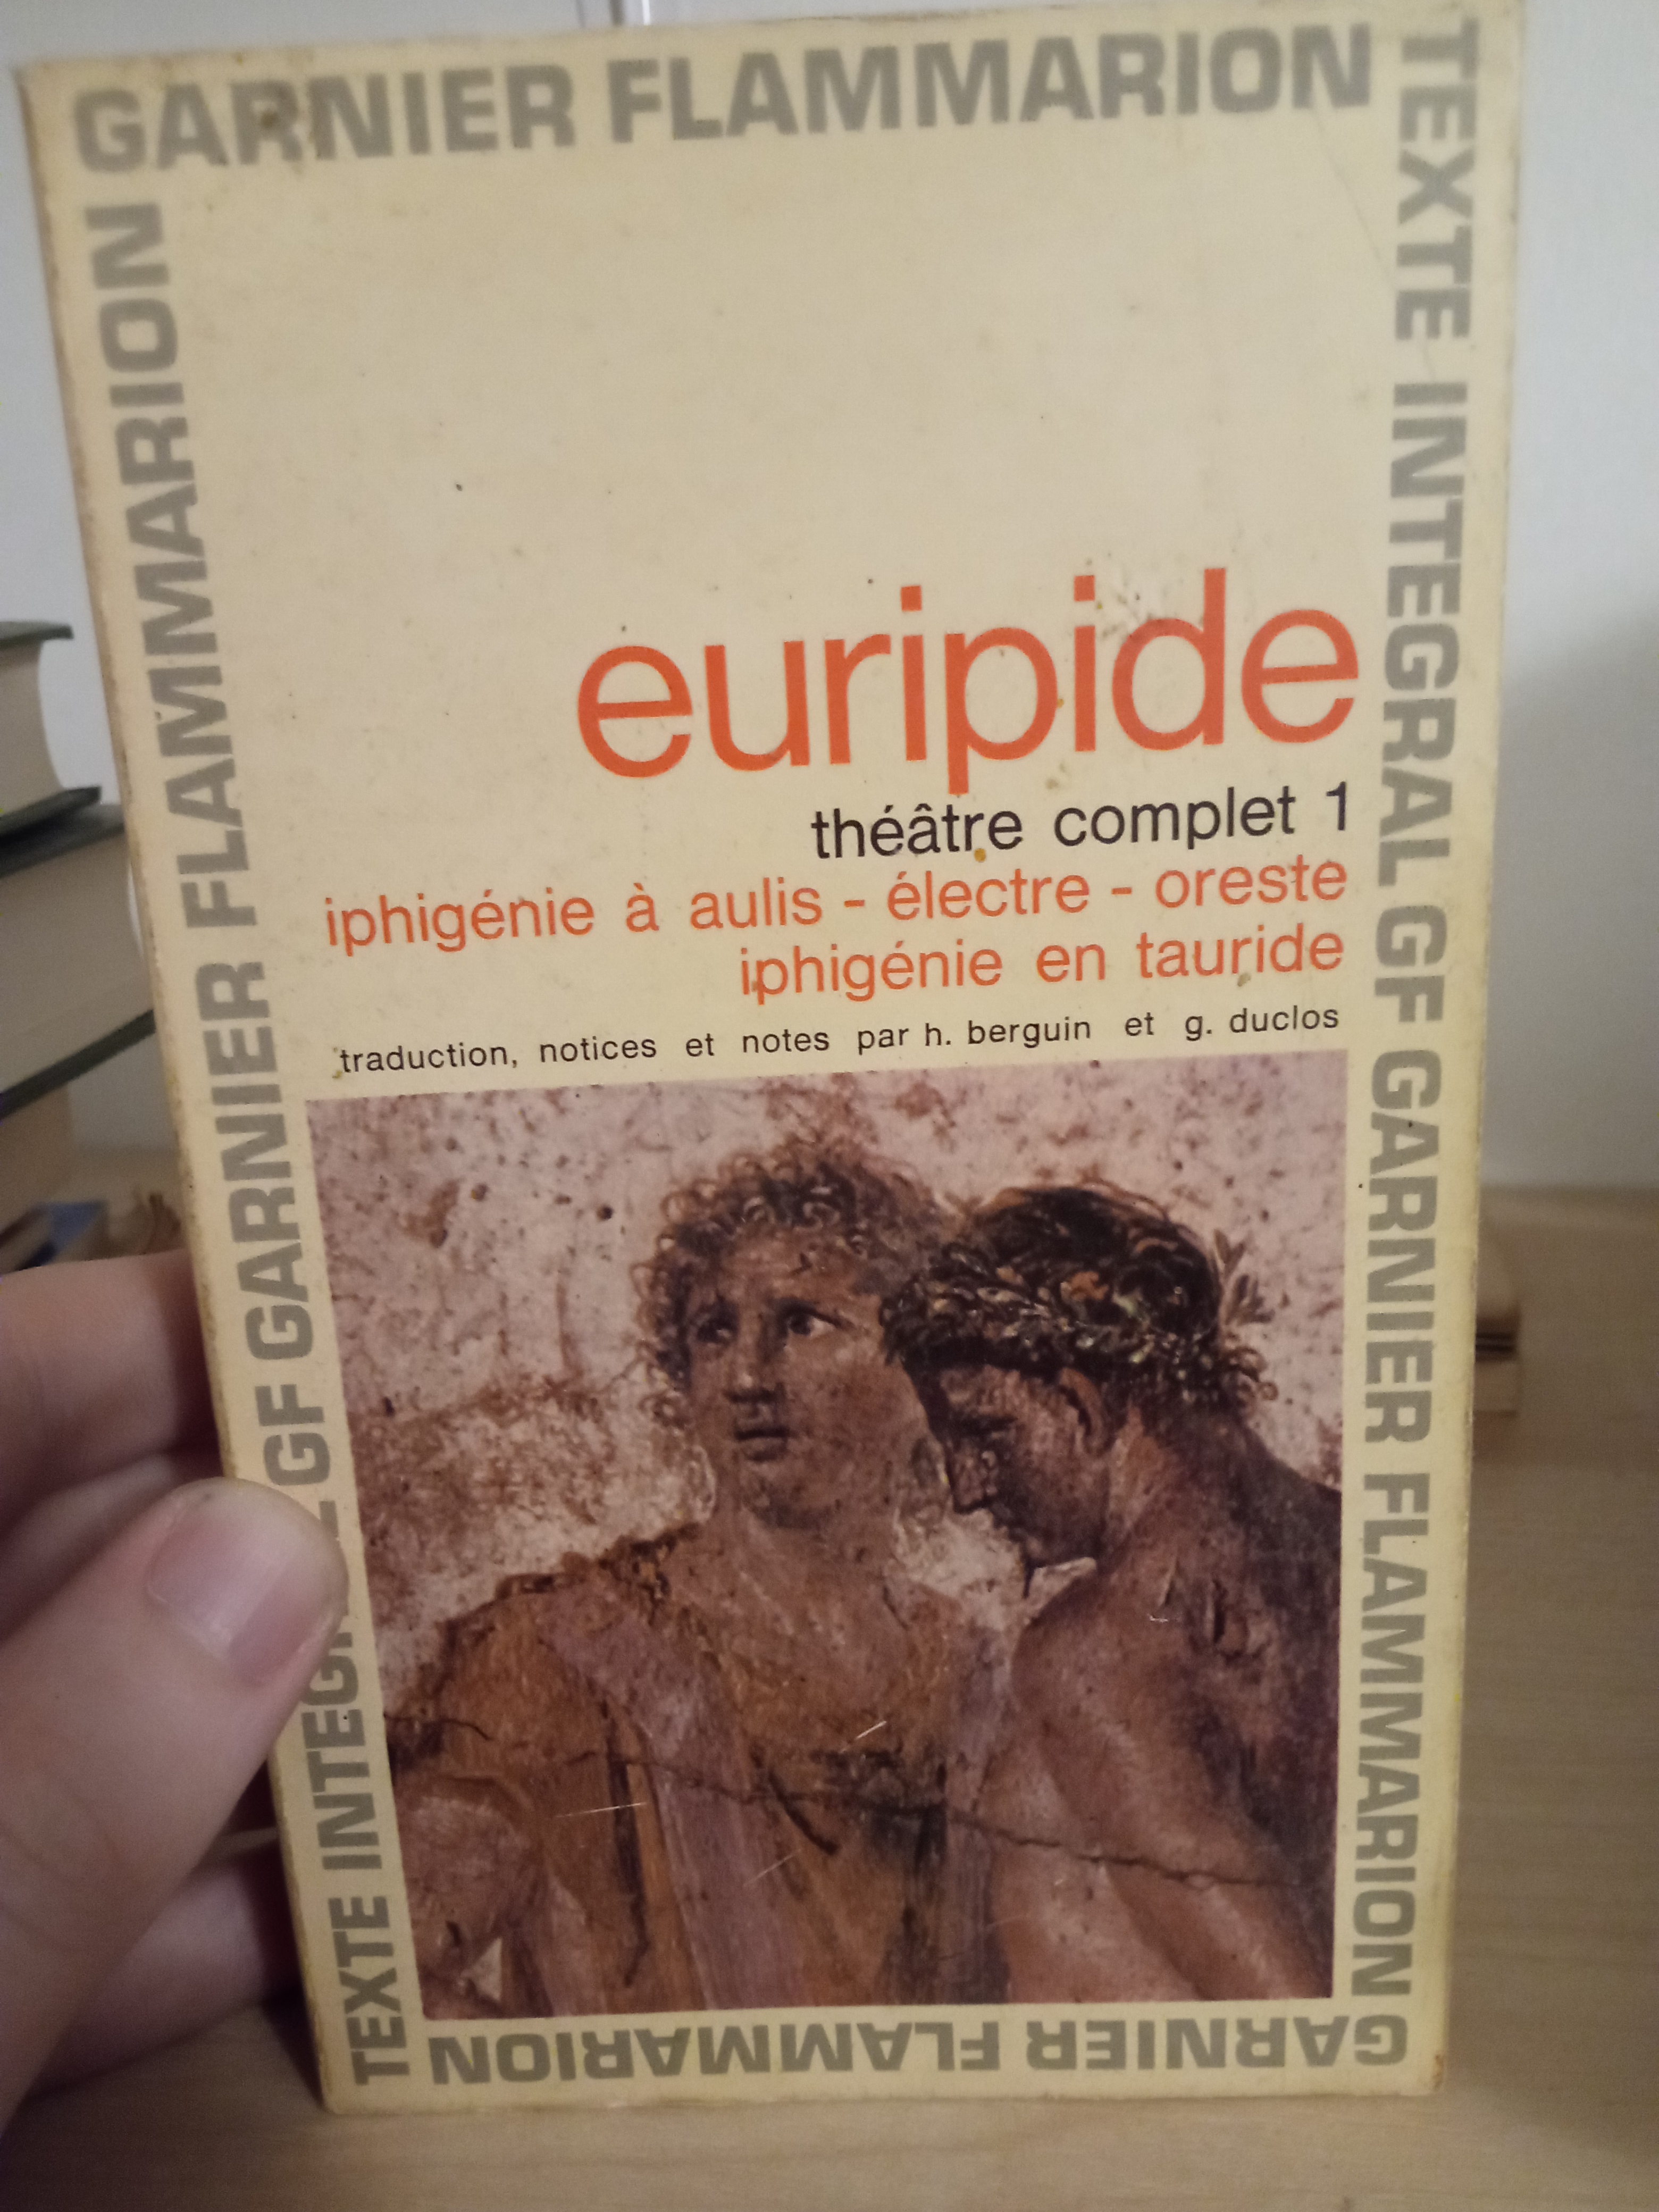 GARNIER FLAMMARION
TEXTE INTEGRAL GF GARNIER FLAMMARION
GARNIER FLAMMARION
TEXTE GF GARNIER FLAMMARION
euripide
théâtre complet 1
iphigénie à aulis - électre - oreste
iphigénie en tauride
traduction, notices et notes par h. berguin et g. duclos